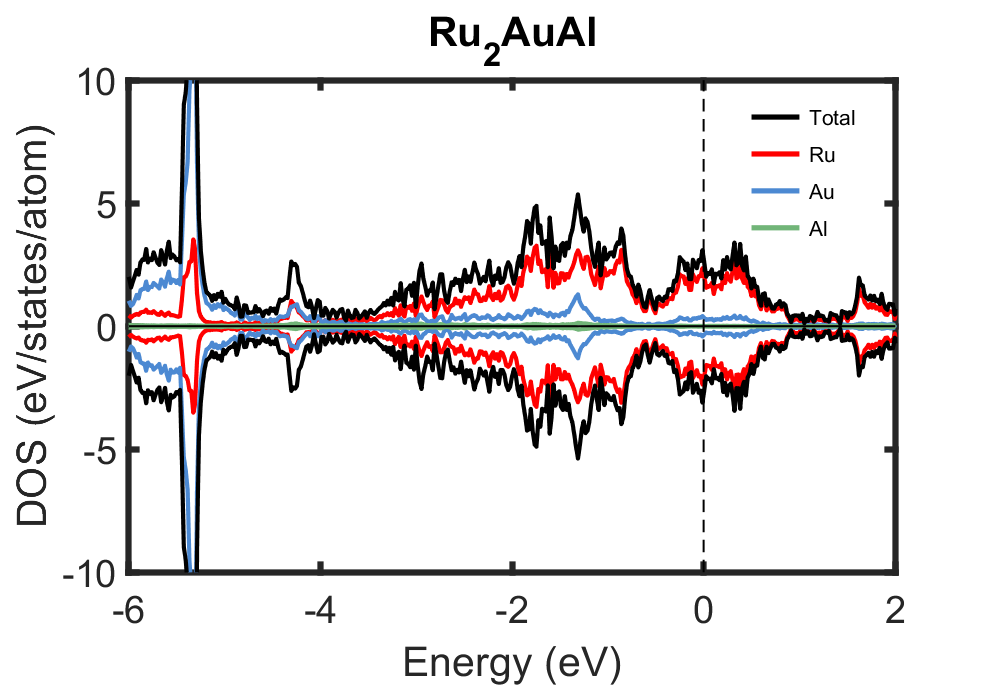 Ru2AuAl
DOS (eV/states/atom)
10
5
0
-5
-10
Total
Ru
Au
Al
-6 -4 -2 0 2
Energy (eV)